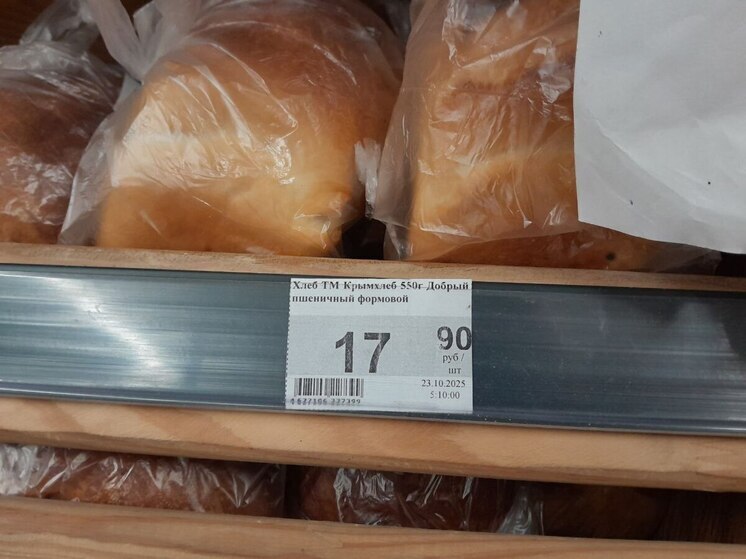 Хлеб ТМ Крымхлеб 550г Добрый
пшеничный формовой
17 90
руб /
шт
23.10.2025
5:10:00